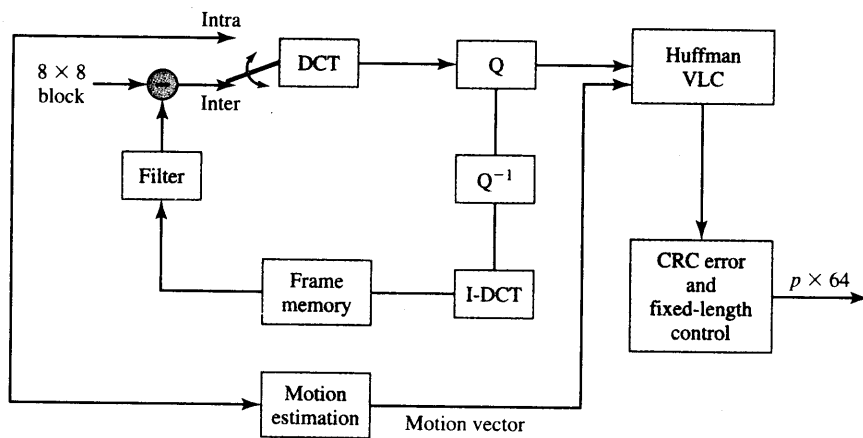 Intra
8 × 8
block
Inter
DCT
Q
Huffman
VLC
Filter
Q⁻¹
Frame
memory
I-DCT
CRC error
and
fixed-length
control
p × 64
Motion
estimation
Motion vector